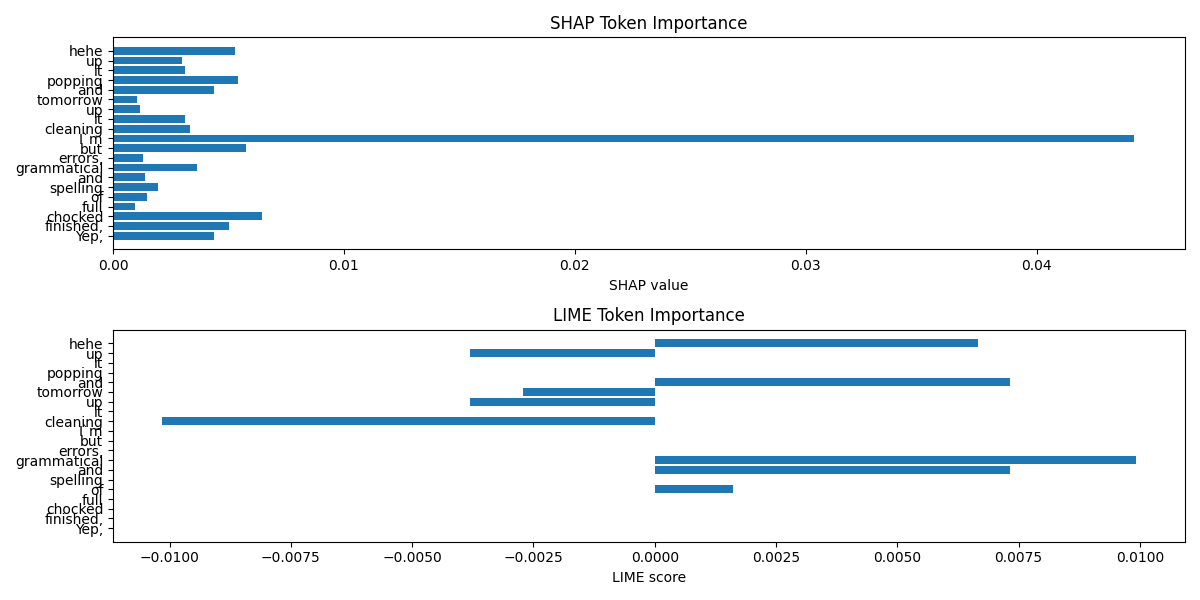 SHAP Token Importance
hehe
up
It
popping
and
tomorrow
up
It
cleaning
I'm
but
errors,
grammatical
and
spelling
of
full
chocked
finished,
Yep,
0.00 0.01 0.02 0.03 0.04
SHAP value
LIME Token Importance
hehe
up
It
popping
and
tomorrow
up
It
cleaning
I'm
but
errors,
grammatical
and
spelling
of
full
chocked
finished,
Yep,
−0.0100 −0.0075 −0.0050 −0.0025 0.0000 0.0025 0.0050 0.0075 0.0100
LIME score